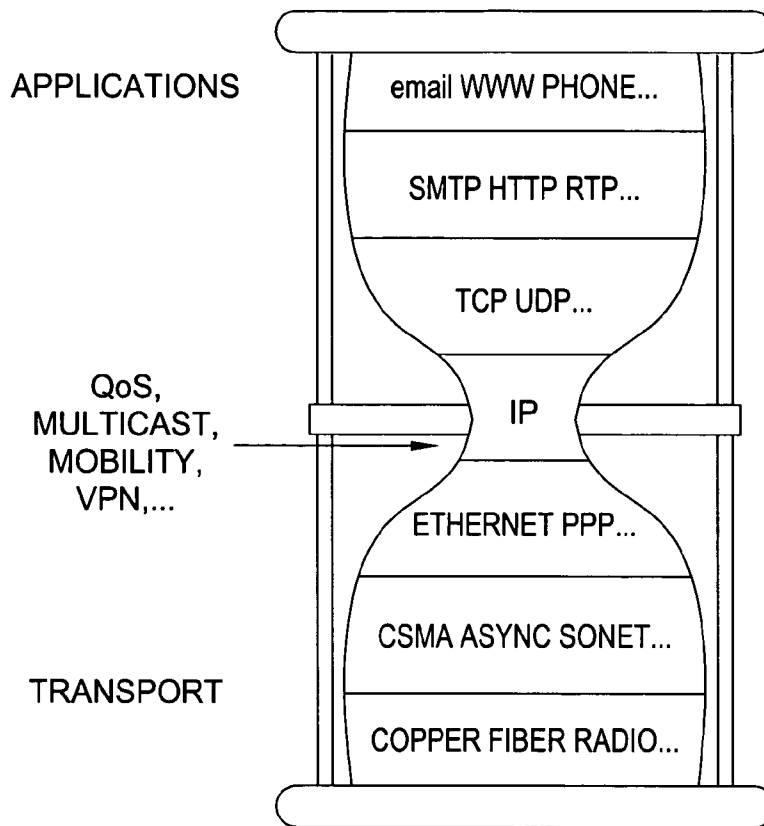 APPLICATIONS
email WWW PHONE...
SMTP HTTP RTP...
TCP UDP...
IP
QoS,
MULTICAST,
MOBILITY,
VPN,...
ETHERNET PPP...
CSMA ASYNC SONET...
TRANSPORT
COPPER FIBER RADIO...